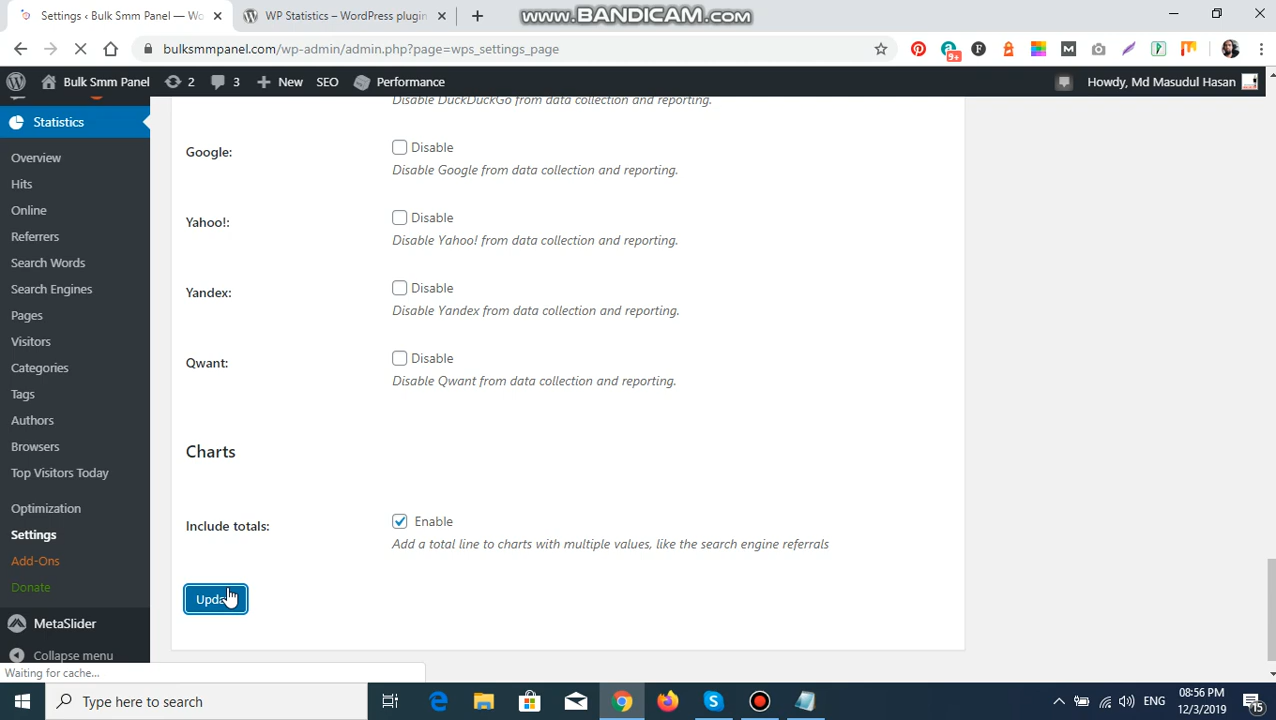 Settings ‹ Bulk Smm Panel —
WP Statistics – WordPress plugin
www.BANDICAM.com
bulksmmpanel.com/wp-admin/admin.php?page=wps_settings_page
9+
Bulk Smm Panel
2
3
New
SEO
Performance
Howdy, Md Masudul Hasan
Statistics
Overview
Hits
Online
Referrers
Search Words
Search Engines
Pages
Visitors
Categories
Tags
Authors
Browsers
Top Visitors Today
Optimization
Settings
Add-Ons
Donate
MetaSlider
Collapse menu
Disable DuckDuckGo from data collection and reporting.
Google:
Disable
Disable Google from data collection and reporting.
Yahoo!:
Disable
Disable Yahoo! from data collection and reporting.
Yandex:
Disable
Disable Yandex from data collection and reporting.
Qwant:
Disable
Disable Qwant from data collection and reporting.
Charts
Include totals:
Enable
Add a total line to charts with multiple values, like the search engine referrals
Waiting for cache...
Type here to search
ENG
08:56 PM
12/3/2019
15